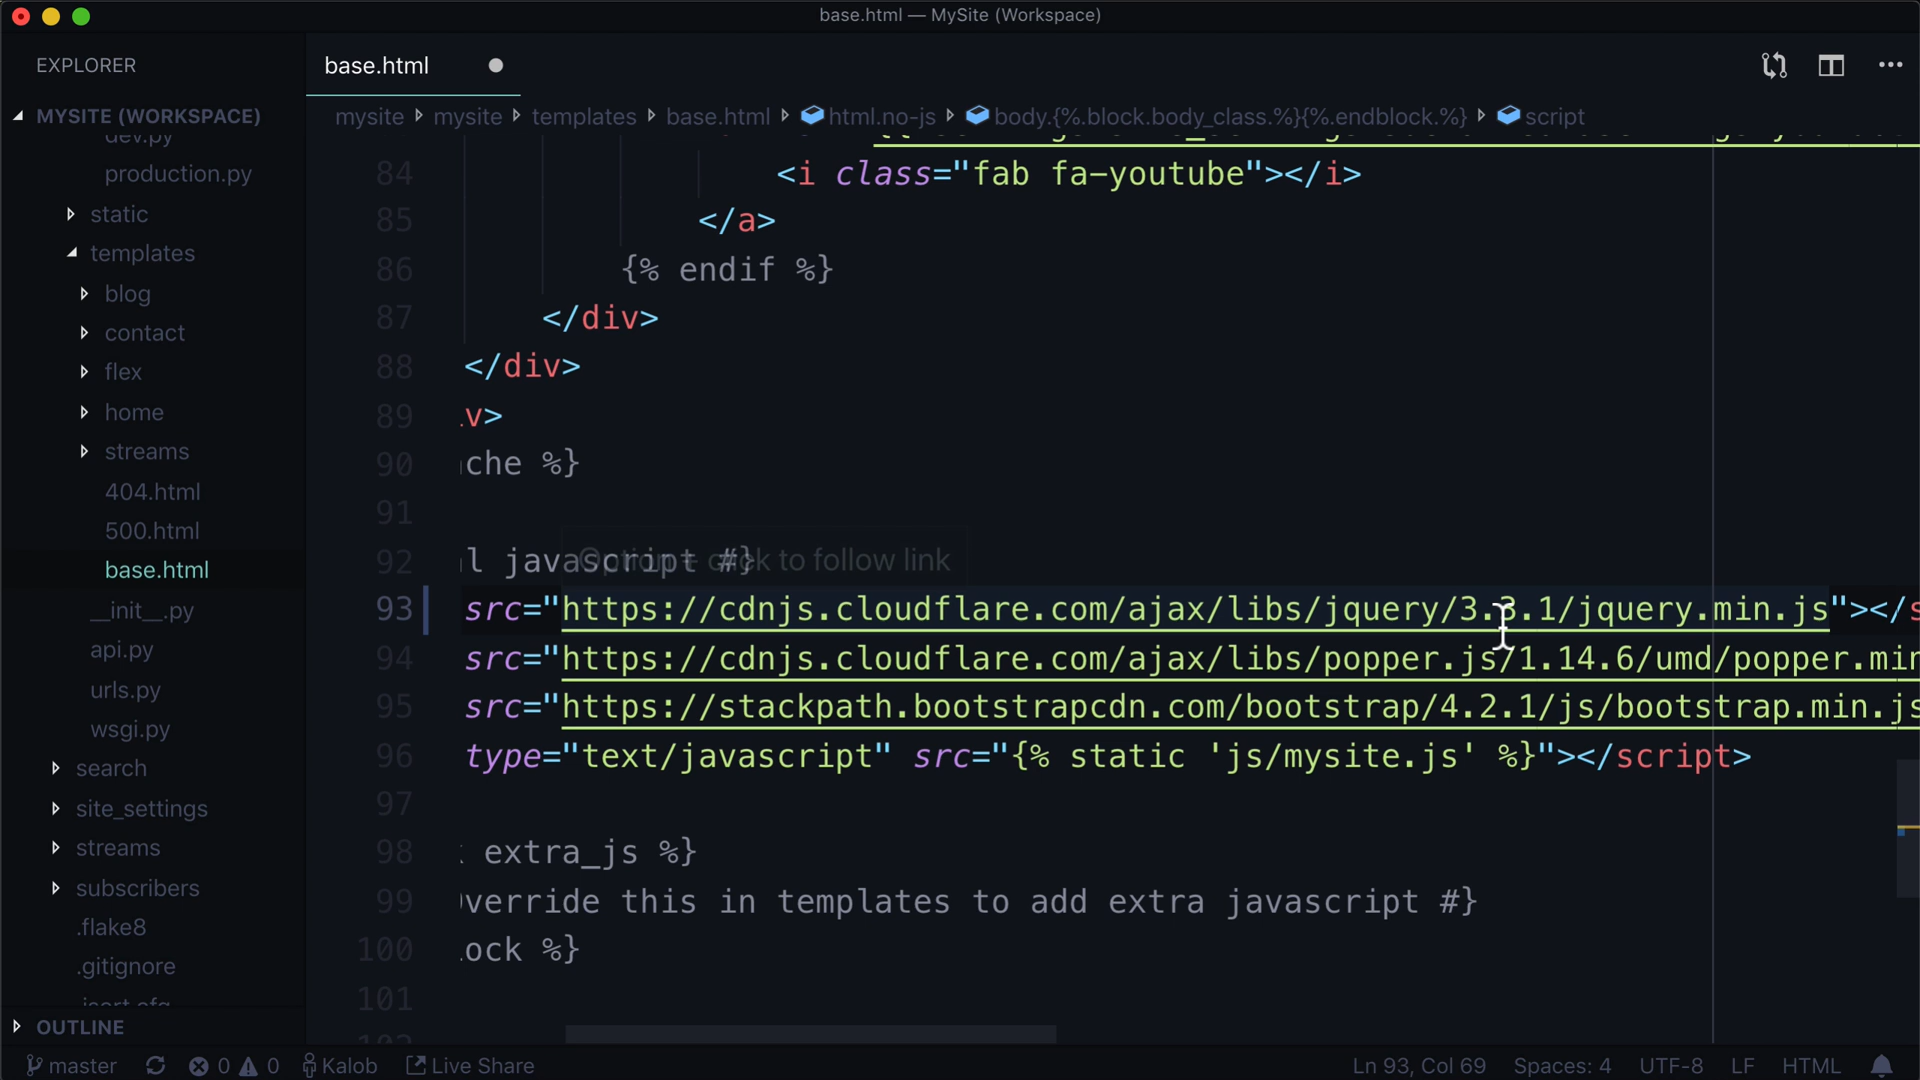 base.html — MySite (Workspace)
EXPLORER
base.html
MYSITE (WORKSPACE)
mysite mysite templates base.html html.no-js body.{%.block.body_class.%}{%.endblock.%} script
dev.py
production.py
static
templates
blog
contact
flex
home
streams
404.html
500.html
base.html
__init__.py
api.py
urls.py
wsgi.py
search
site_settings
streams
subscribers
.flake8
.gitignore
.isort.cfg
OUTLINE
84 <i class="fab fa-youtube"></i>
85 </a>
86 {% endif %}
87 </div>
88 </div>
89 v>
90 che %}
91
92 l javascript #}
Option + click to follow link
93 src="https://cdnjs.cloudflare.com/ajax/libs/jquery/3.3.1/jquery.min.js"></s
94 src="https://cdnjs.cloudflare.com/ajax/libs/popper.js/1.14.6/umd/popper.min
95 src="https://stackpath.bootstrapcdn.com/bootstrap/4.2.1/js/bootstrap.min.js
96 type="text/javascript" src="{% static 'js/mysite.js' %}"></script>
97
98 extra_js %}
99 verride this in templates to add extra javascript #}
100 ock %}
101
master 0 0 Kalob Live Share Ln 93, Col 69 Spaces: 4 UTF-8 LF HTML